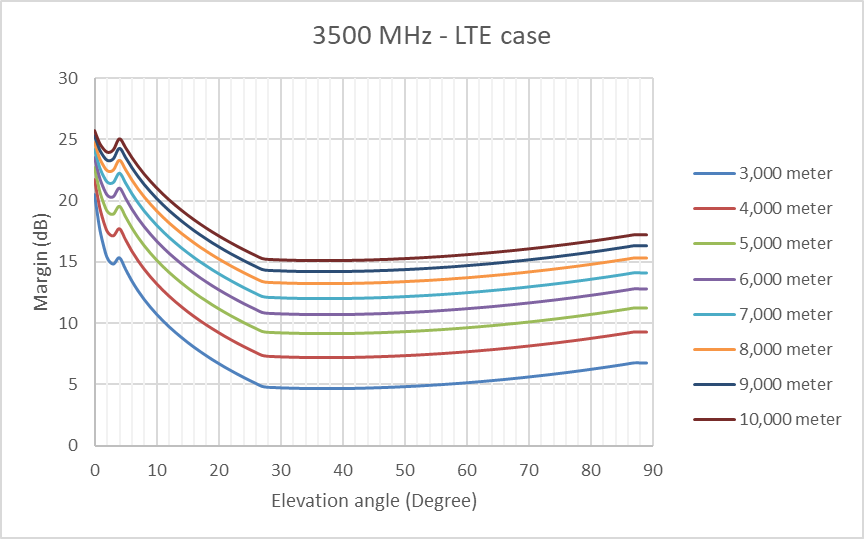 3500 MHz - LTE case
Margin (dB)
30
25
20
15
10
5
0
0 10 20 30 40 50 60 70 80 90
Elevation angle (Degree)
3,000 meter
4,000 meter
5,000 meter
6,000 meter
7,000 meter
8,000 meter
9,000 meter
10,000 meter